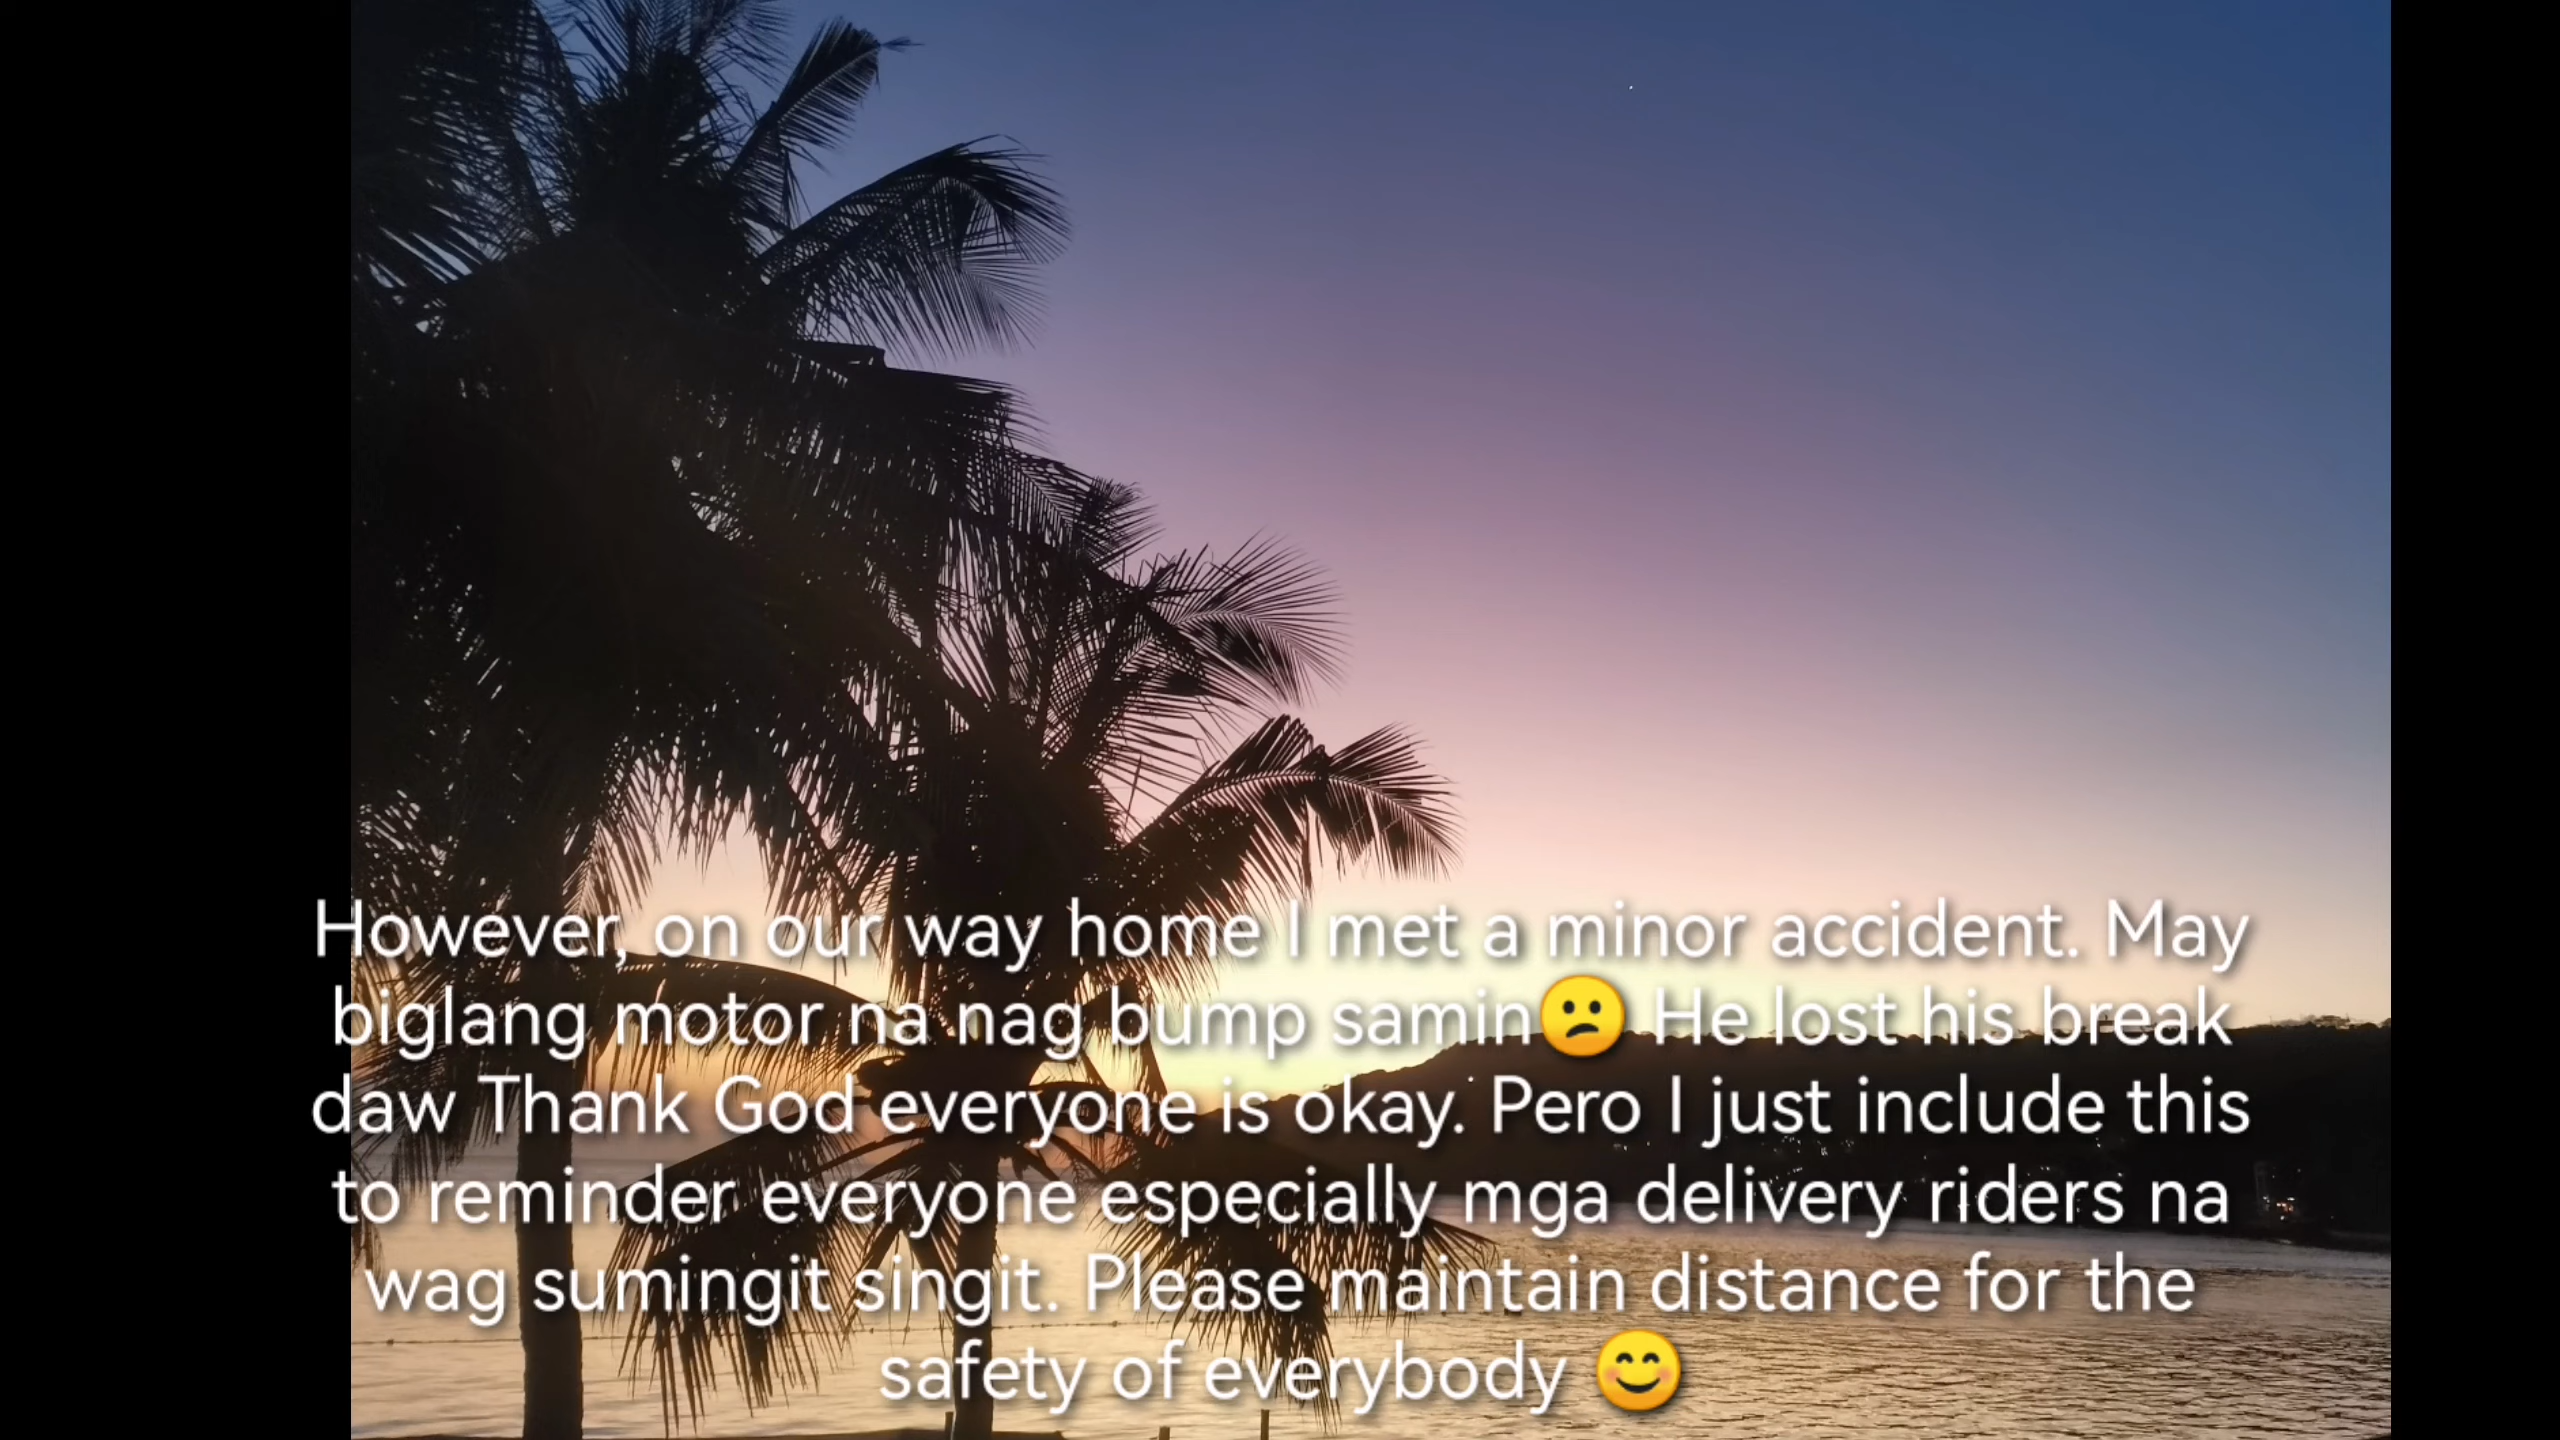 However, on our way home I met a minor accident. May
biglang motor na nag bump samin😕 He lost his break
daw Thank God everyone is okay. Pero I just include this
to reminder everyone especially mga delivery riders na
wag sumingit singit. Please maintain distance for the
safety of everybody 😊